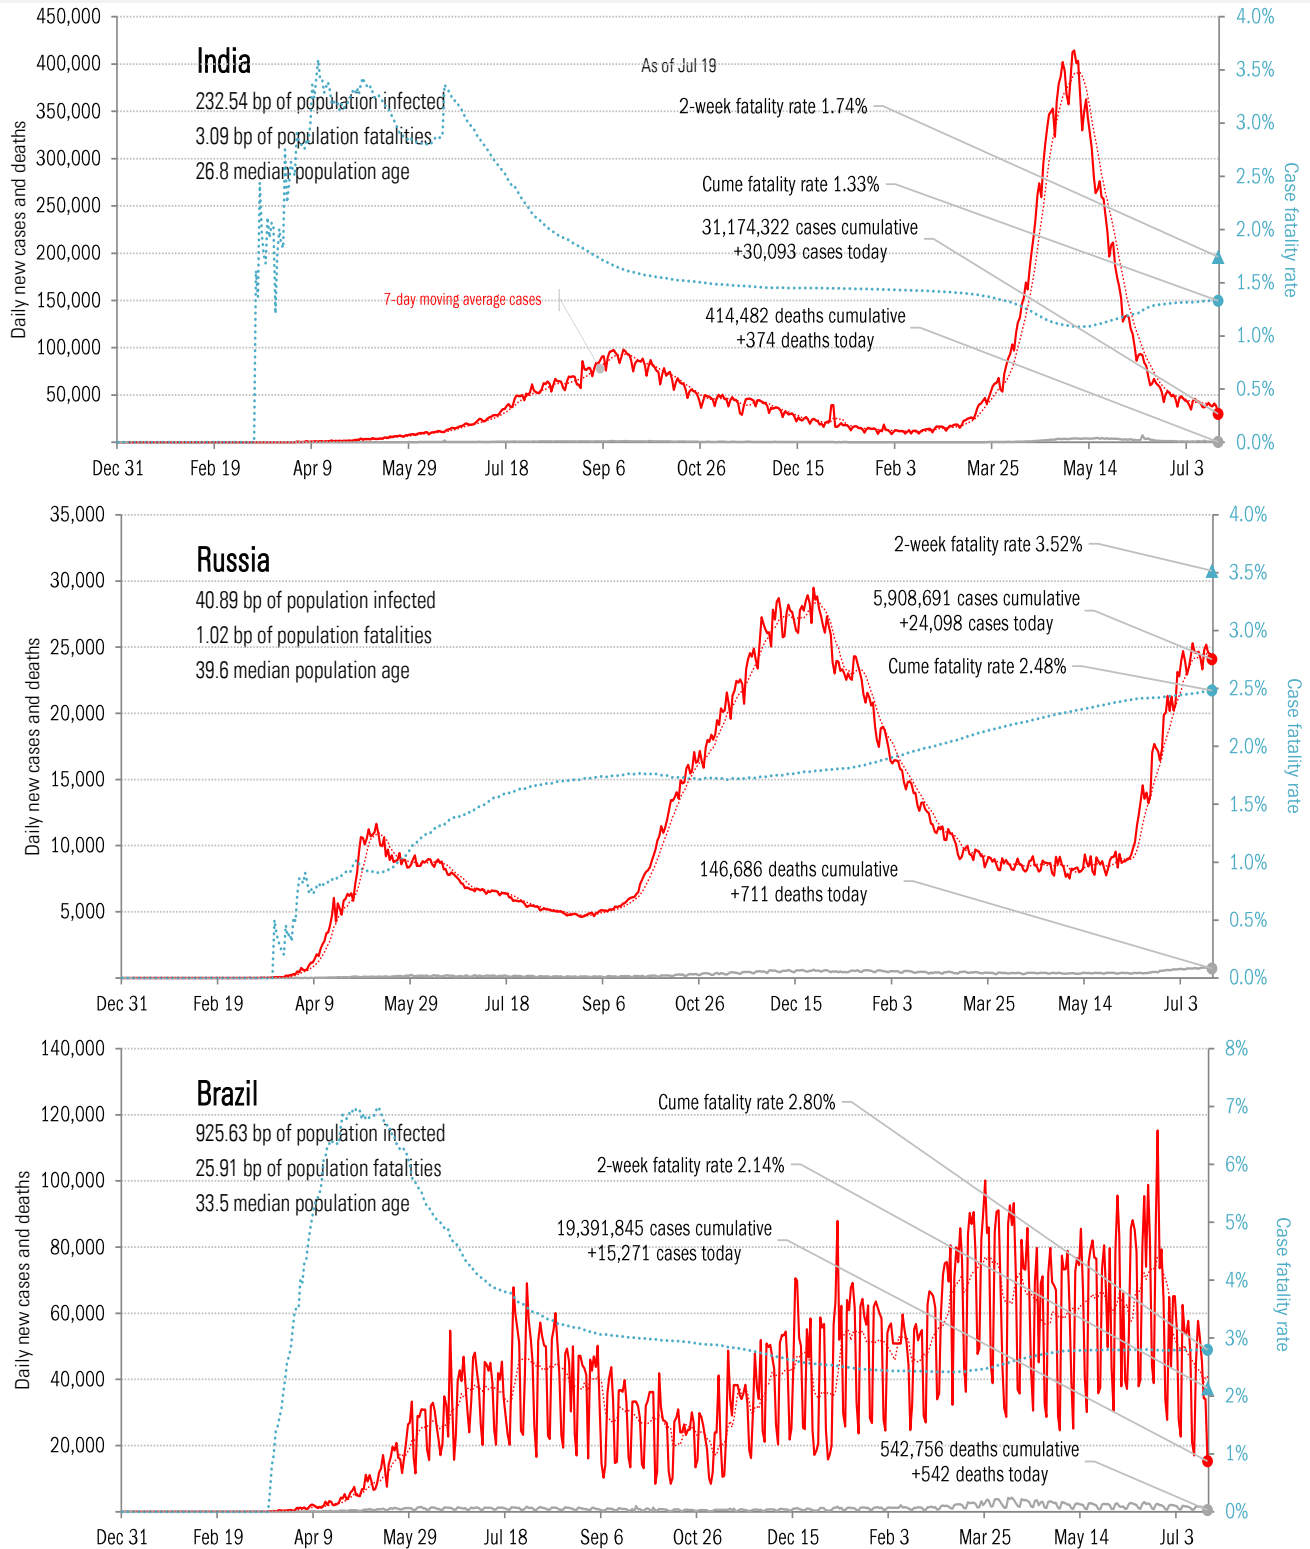 450,000
400,000
350,000
300,000
250,000
200,000
150,000
100,000
50,000
Daily new cases and deaths
4.0%
3.5%
3.0%
2.5%
2.0%
1.5%
1.0%
0.5%
0.0%
Case fatality rate
India
232.54 bp of population infected
3.09 bp of population fatalities
26.8 median population age
As of Jul 19
2-week fatality rate 1.74%
Cume fatality rate 1.33%
31,174,322 cases cumulative
+30,093 cases today
7-day moving average cases
414,482 deaths cumulative
+374 deaths today
Dec 31 Feb 19 Apr 9 May 29 Jul 18 Sep 6 Oct 26 Dec 15 Feb 3 Mar 25 May 14 Jul 3
35,000
30,000
25,000
20,000
15,000
10,000
5,000
Daily new cases and deaths
4.0%
3.5%
3.0%
2.5%
2.0%
1.5%
1.0%
0.5%
0.0%
Case fatality rate
Russia
40.89 bp of population infected
1.02 bp of population fatalities
39.6 median population age
2-week fatality rate 3.52%
5,908,691 cases cumulative
+24,098 cases today
Cume fatality rate 2.48%
146,686 deaths cumulative
+711 deaths today
Dec 31 Feb 19 Apr 9 May 29 Jul 18 Sep 6 Oct 26 Dec 15 Feb 3 Mar 25 May 14 Jul 3
140,000
120,000
100,000
80,000
60,000
40,000
20,000
Daily new cases and deaths
8%
7%
6%
5%
4%
3%
2%
1%
0%
Case fatality rate
Brazil
925.63 bp of population infected
25.91 bp of population fatalities
33.5 median population age
Cume fatality rate 2.80%
2-week fatality rate 2.14%
19,391,845 cases cumulative
+15,271 cases today
542,756 deaths cumulative
+542 deaths today
Dec 31 Feb 19 Apr 9 May 29 Jul 18 Sep 6 Oct 26 Dec 15 Feb 3 Mar 25 May 14 Jul 3